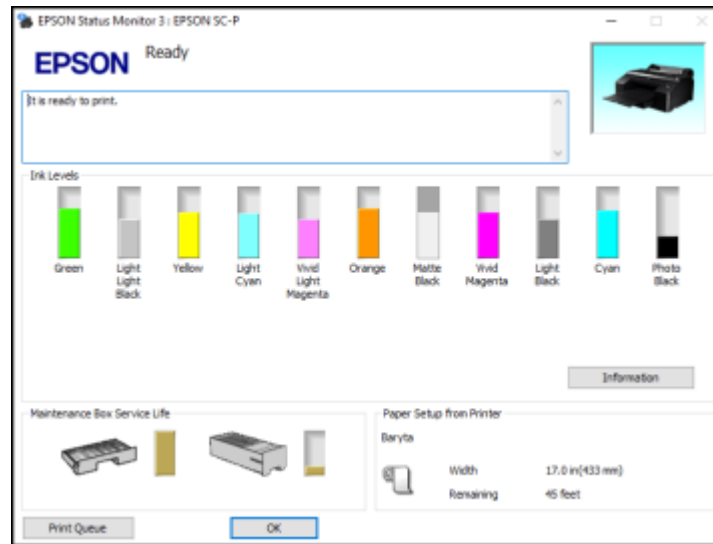 EPSON Status Monitor 3 : EPSON SC-P
EPSON
Ready
It is ready to print.
Ink Levels
Green
Light
Light
Black
Yellow
Light
Cyan
Vivid
Light
Magenta
Orange
Matte
Black
Vivid
Magenta
Light
Black
Cyan
Photo
Black
Information
Maintenance Box Service Life
Paper Setup from Printer
Baryta
Width 17.0 in(433 mm)
Remaining 45 feet
Print Queue
OK